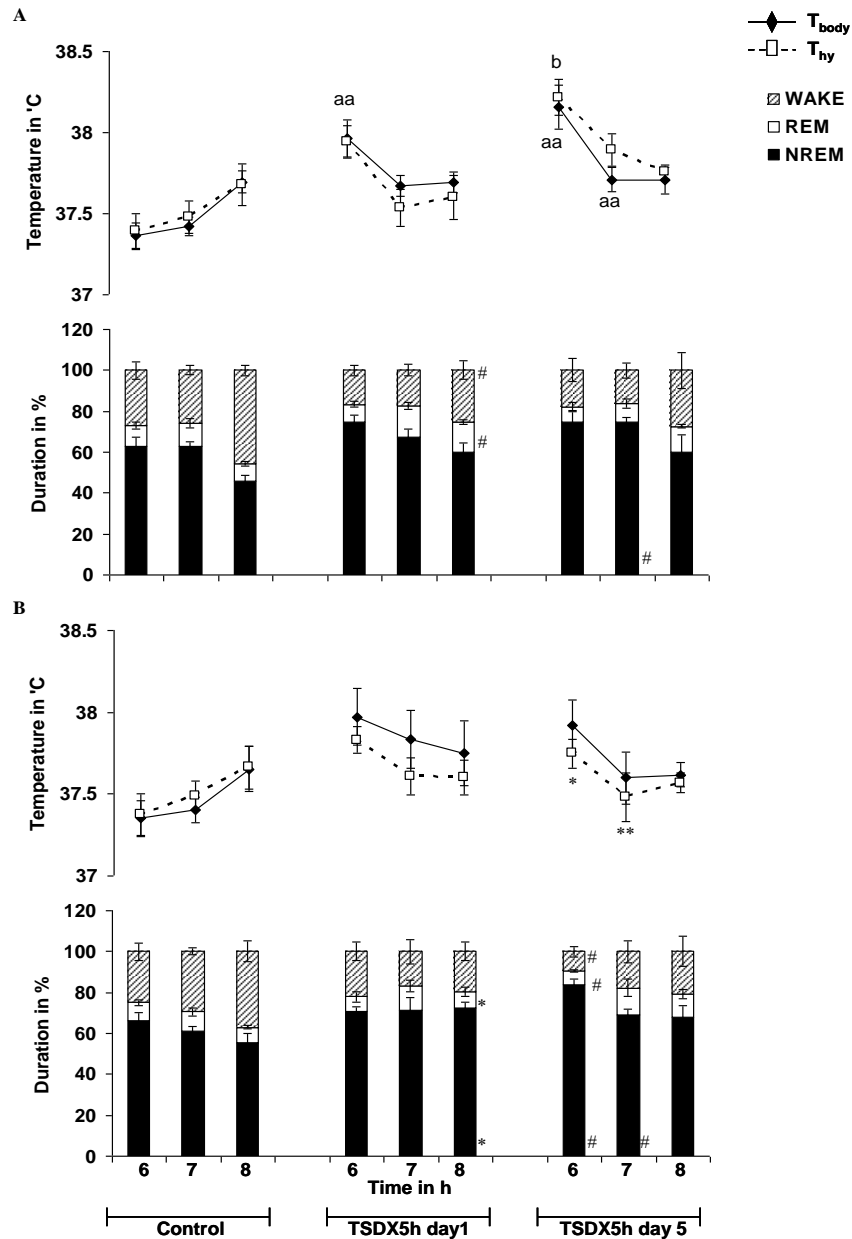 A
T body
T hy
38.5
38
37.5
37
Temperature in 'C
aa
b
aa
aa
WAKE
REM
NREM
120
100
80
60
40
20
0
Duration in %
#
#
#
B
38.5
38
37.5
37
Temperature in 'C
*
**
120
100
80
60
40
20
0
Duration in %
*
*
#
#
#
#
6 7 8 6 7 8 6 7 8
Time in h
Control TSDX5h day1 TSDX5h day 5